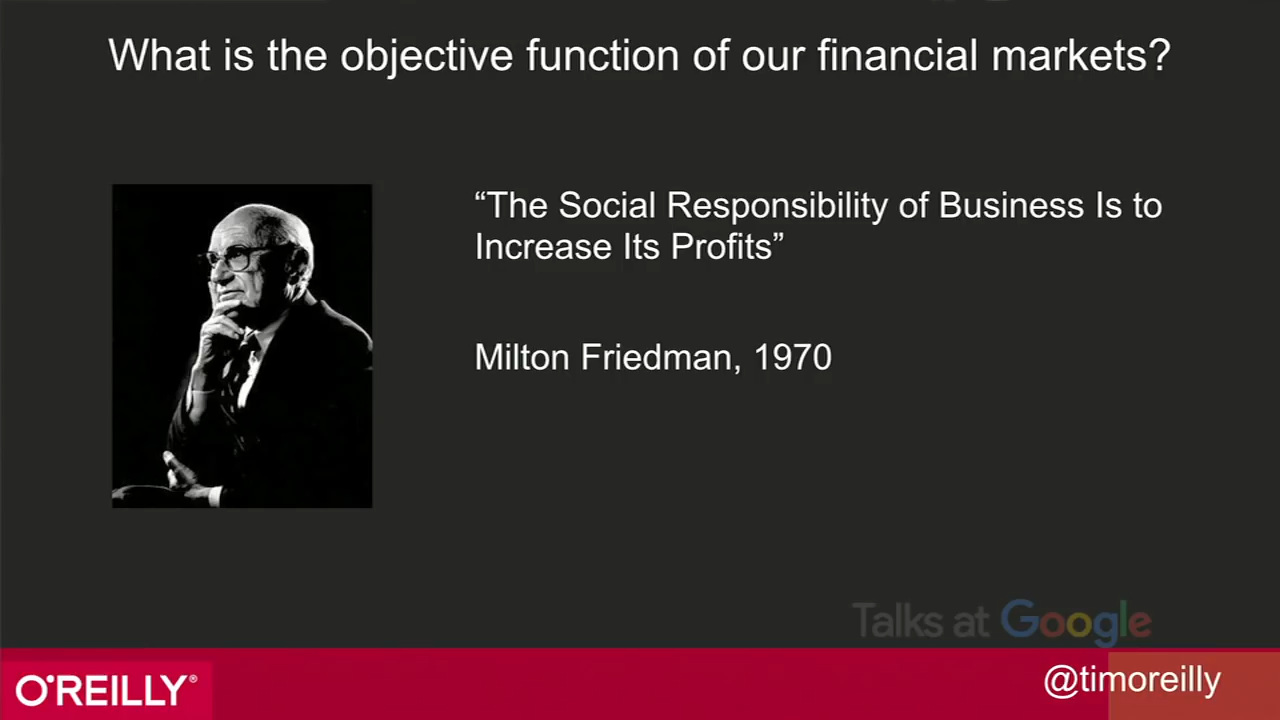 What is the objective function of our financial markets?
“The Social Responsibility of Business Is to
Increase Its Profits”
Milton Friedman, 1970
Talks at Google
O'REILLY®
@timoreilly